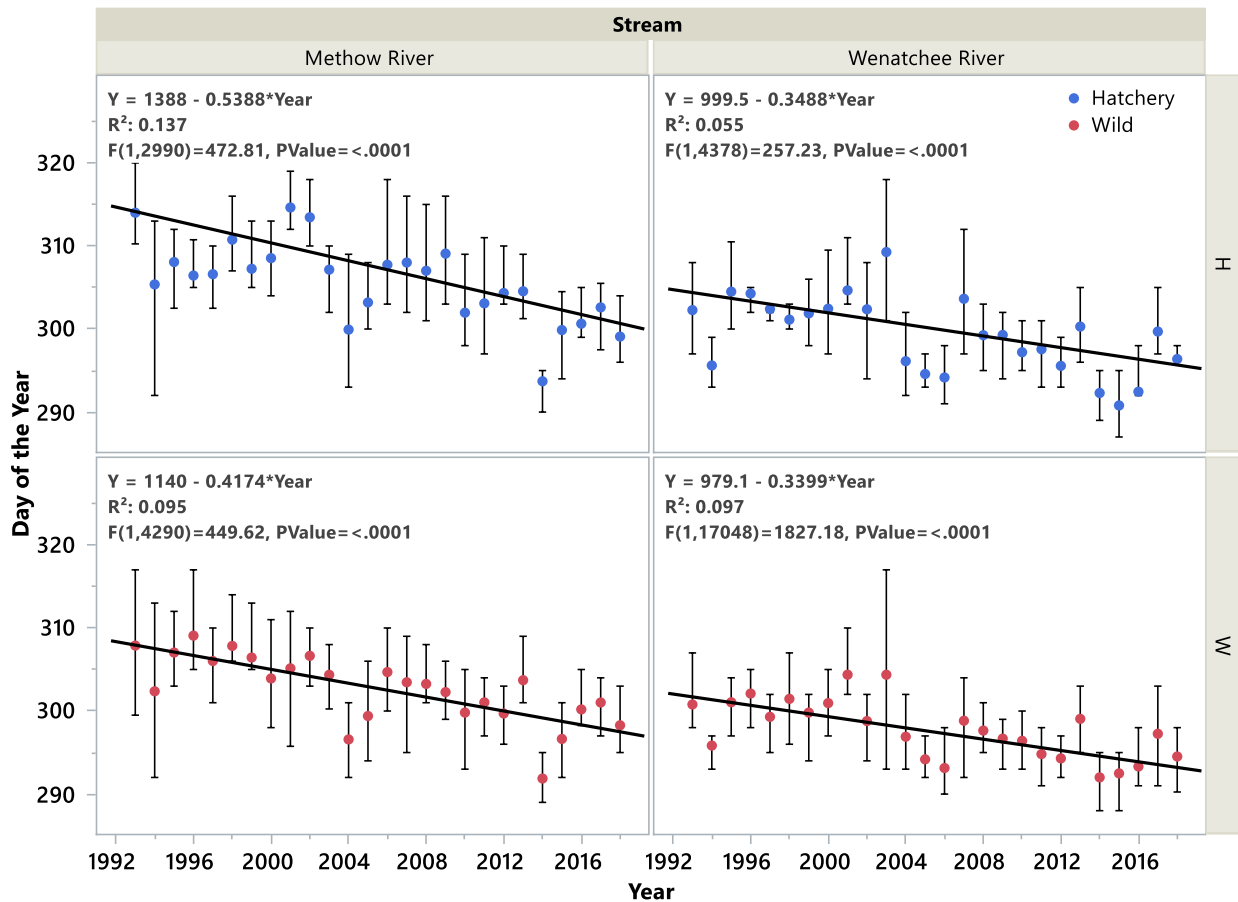 Stream
Methow River
Wenatchee River
Y = 1388 - 0.5388*Year
R²: 0.137
F(1,2990)=472.81, PValue=<.0001
Y = 999.5 - 0.3488*Year
R²: 0.055
F(1,4378)=257.23, PValue=<.0001
Hatchery
Wild
H
320
310
300
290
Day of the Year
Y = 1140 - 0.4174*Year
R²: 0.095
F(1,4290)=449.62, PValue=<.0001
Y = 979.1 - 0.3399*Year
R²: 0.097
F(1,17048)=1827.18, PValue=<.0001
W
320
310
300
290
1992 1996 2000 2004 2008 2012 2016
1992 1996 2000 2004 2008 2012 2016
Year